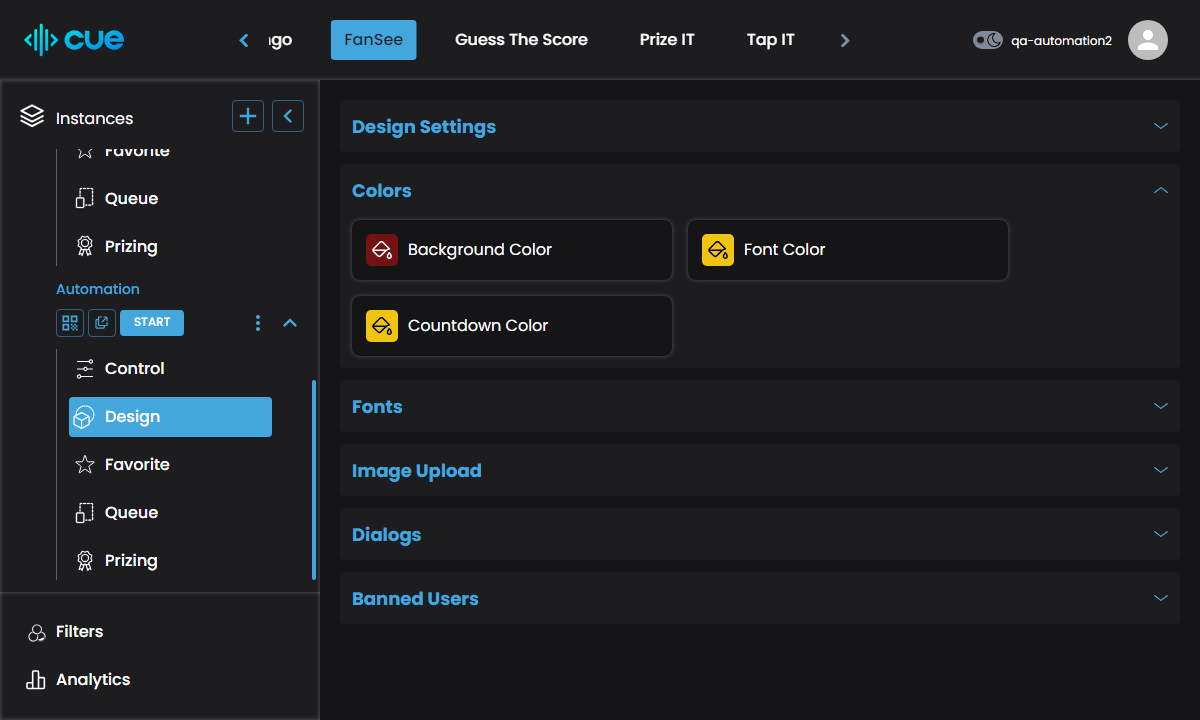 cue
FanSee
Guess The Score
Prize IT
Tap IT
qa-automation2
Instances
Favorite
Queue
Prizing
Automation
START
Control
Design
Favorite
Queue
Prizing
Filters
Analytics
Design Settings
Colors
Background Color
Font Color
Countdown Color
Fonts
Image Upload
Dialogs
Banned Users